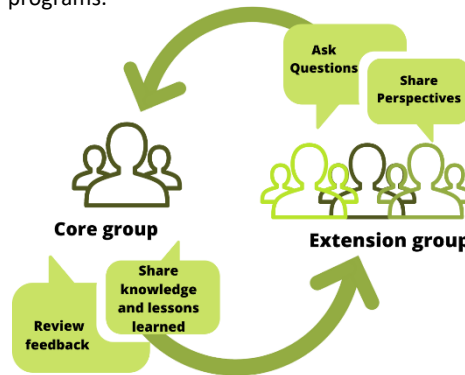 programs.
Ask
Questions
Share
Perspectives
Core group
Extension group
Share
knowledge
and lessons
learned
Review
feedback